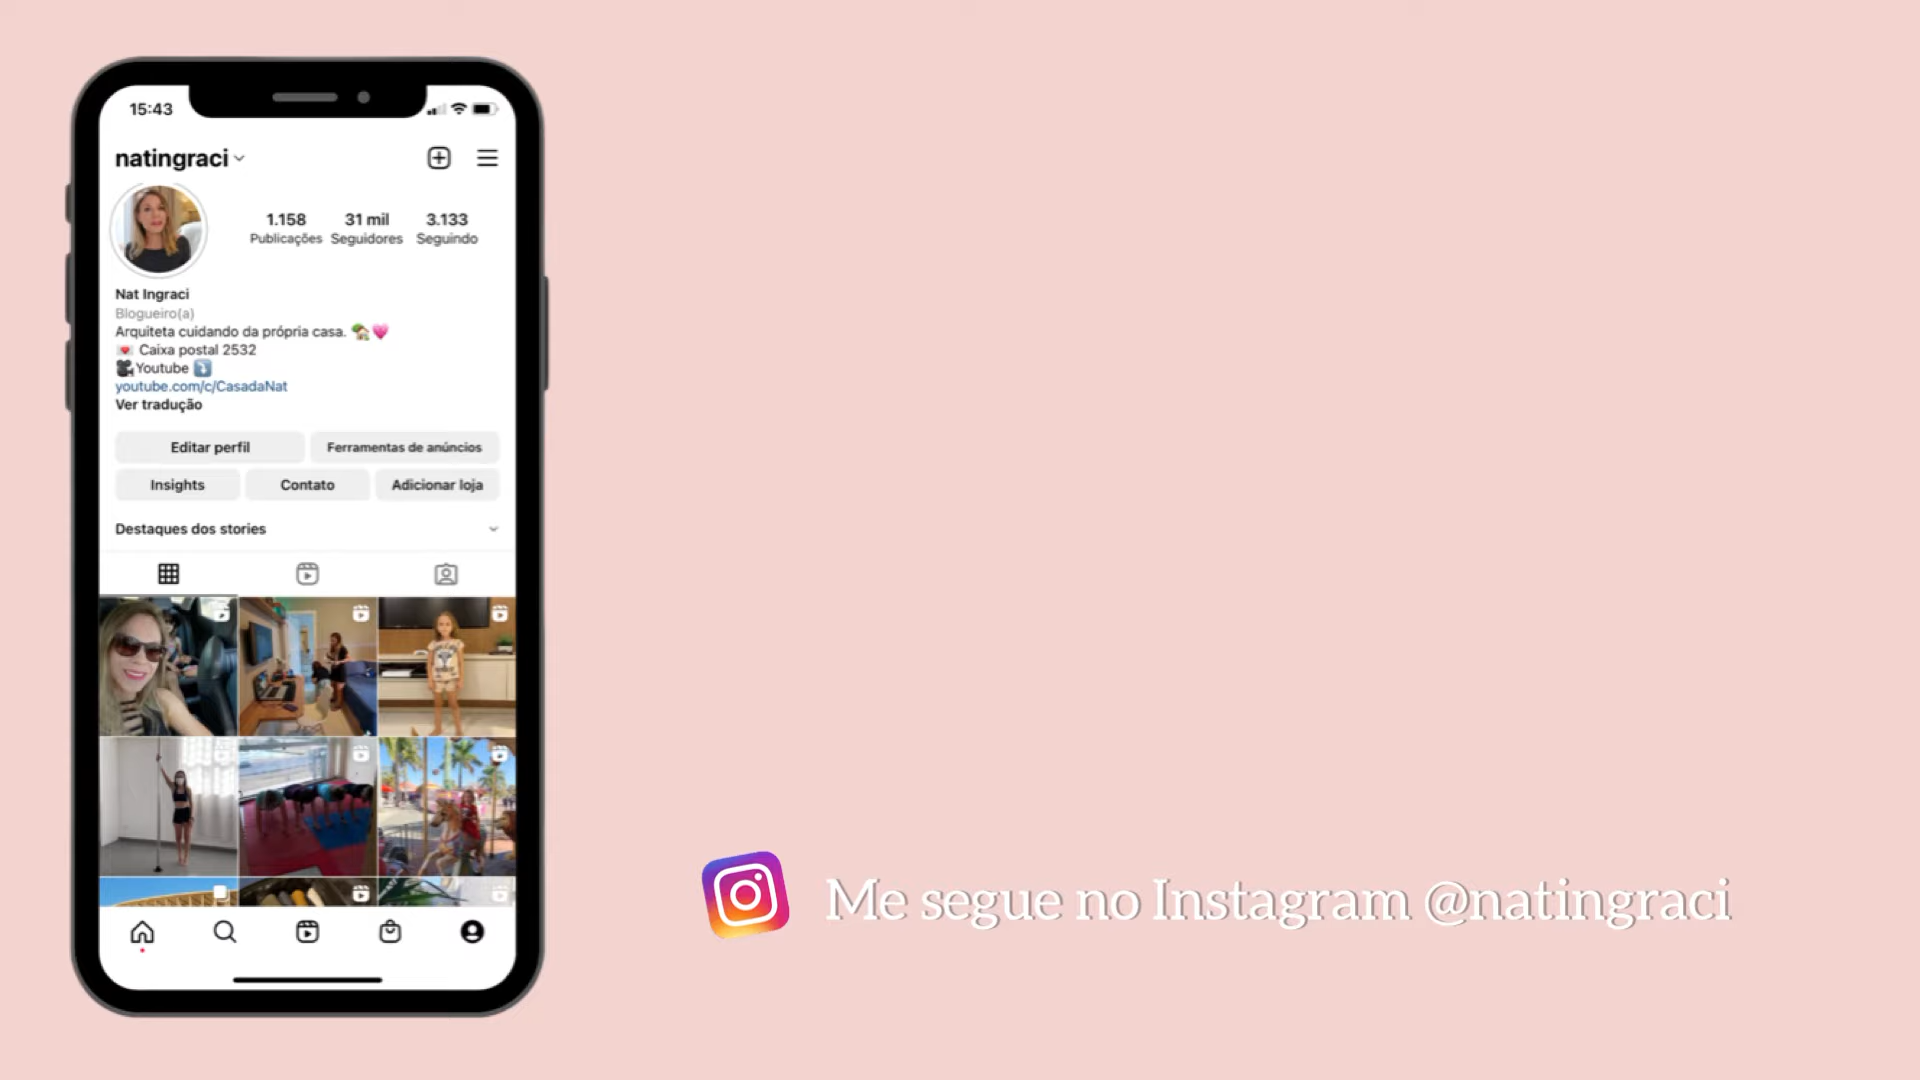 15:43
natingraci
1.158 31 mil 3.133
Publicações Seguidores Seguindo
Nat Ingraci
Blogueiro(a)
Arquiteta cuidando da própria casa. 🏡💗
💌 Caixa postal 2532
🎥Youtube ⤵️
youtube.com/c/CasadaNat
Ver tradução
Editar perfil Ferramentas de anúncios
Insights Contato Adicionar loja
Destaques dos stories
Me segue no Instagram @natingraci